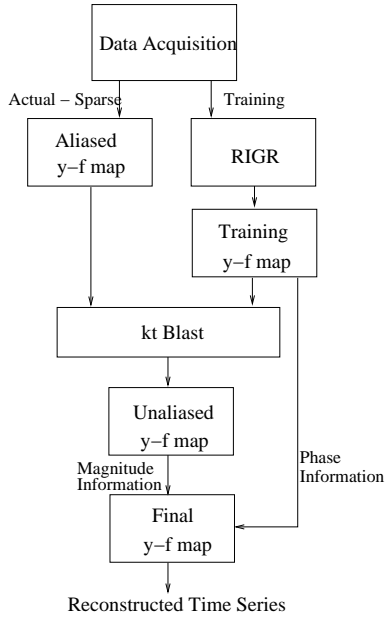 Data Acquisition
Actual – Sparse
Training
Aliased
y–f map
RIGR
Training
y–f map
kt Blast
Unaliased
y–f map
Magnitude
Information
Phase
Information
Final
y–f map
Reconstructed Time Series